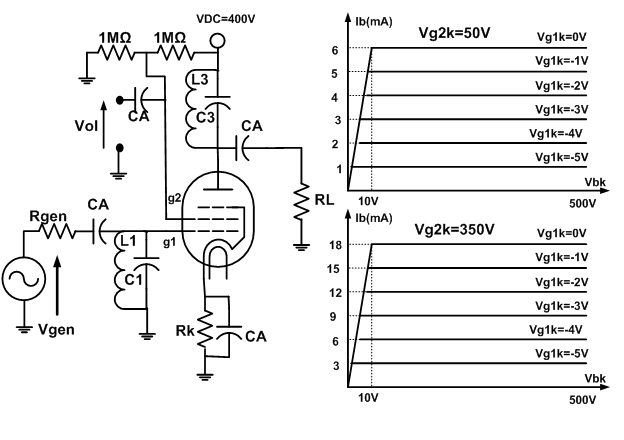 VDC=400V
1MΩ 1MΩ
L3
C3
CA
CA
Vol
g2
RL
CA
Rgen
L1
g1
C1
Vgen
Rk
CA
Ib(mA)
Vg2k=50V
Vg1k=0V
6
Vg1k=-1V
5
Vg1k=-2V
4
Vg1k=-3V
3
Vg1k=-4V
2
Vg1k=-5V
1
Vbk
10V
500V
Ib(mA)
Vg2k=350V
Vg1k=0V
18
Vg1k=-1V
15
Vg1k=-2V
12
Vg1k=-3V
9
Vg1k=-4V
6
Vg1k=-5V
3
Vbk
10V
500V